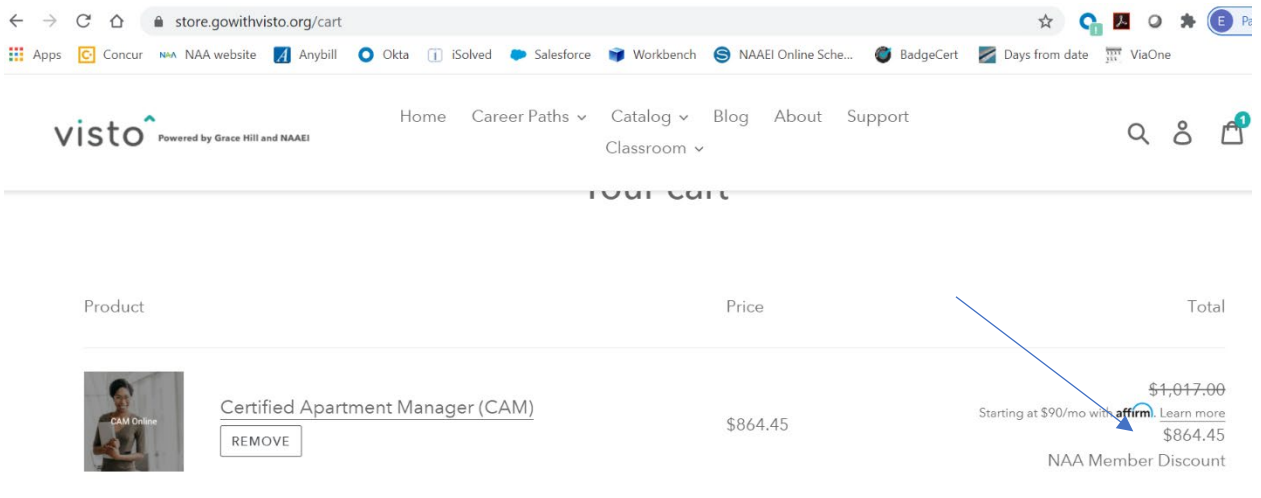 store.gowithvisto.org/cart
E Pa
Apps Concur NAA website Anybill Okta iSolved Salesforce Workbench NAAEI Online Sche... BadgeCert Days from date ViaOne
Home Career Paths Catalog Blog About Support
visto Powered by Grace Hill and NAAEI
Classroom
1
Your cart
Product Price Total
$1,017.00
Certified Apartment Manager (CAM)
CAM Online
Starting at $90/mo with affirm. Learn more
$864.45
$864.45
REMOVE
NAA Member Discount